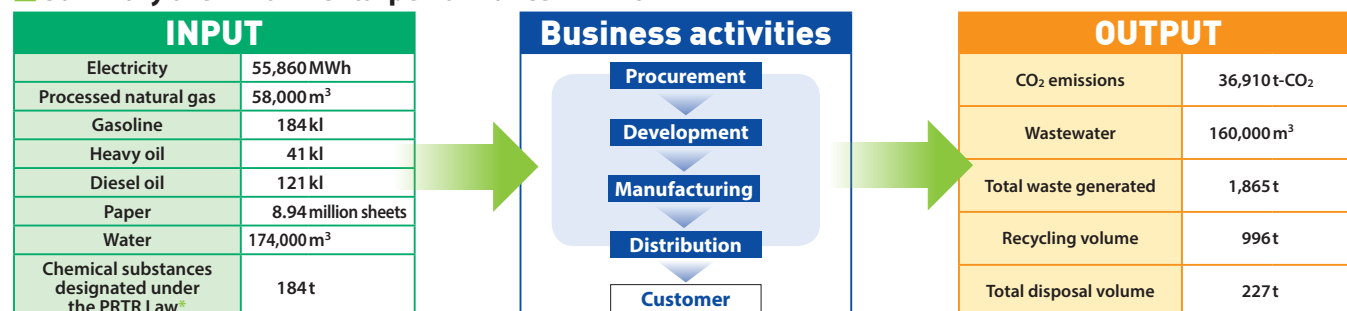 INPUT
Electricity 55,860 MWh
Processed natural gas 58,000 m³
Gasoline 184 kl
Heavy oil 41 kl
Diesel oil 121 kl
Paper 8.94 million sheets
Water 174,000 m³
Chemical substances
designated under 184 t
the PRTR Law*
Business activities
Procurement
Development
Manufacturing
Distribution
Customer
OUTPUT
CO₂ emissions 36,910 t-CO₂
Wastewater 160,000 m³
Total waste generated 1,865 t
Recycling volume 996 t
Total disposal volume 227 t